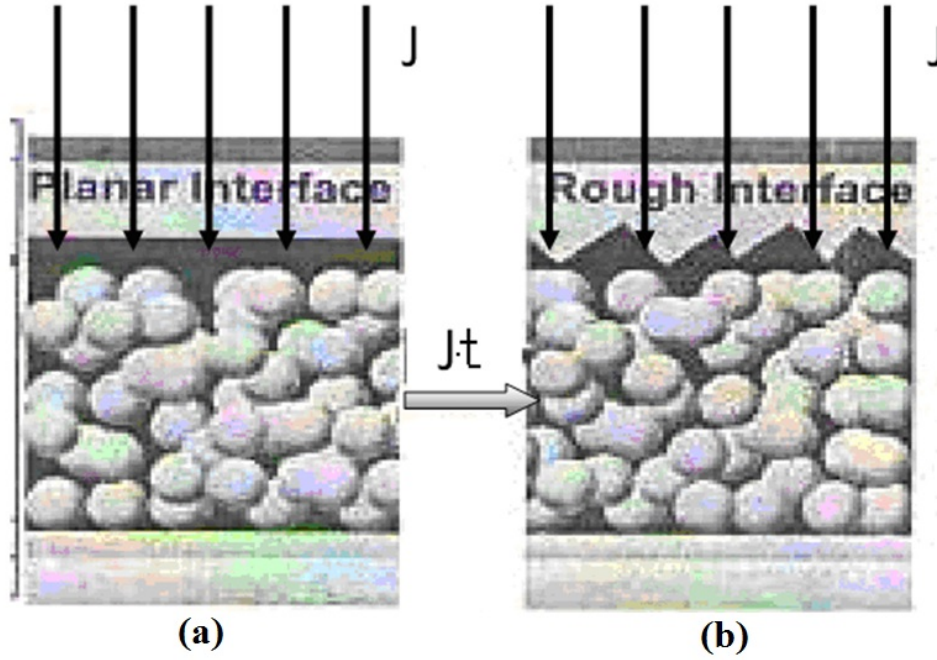 J
J
Planar Interface
Rough Interface
J.t
(a)
(b)